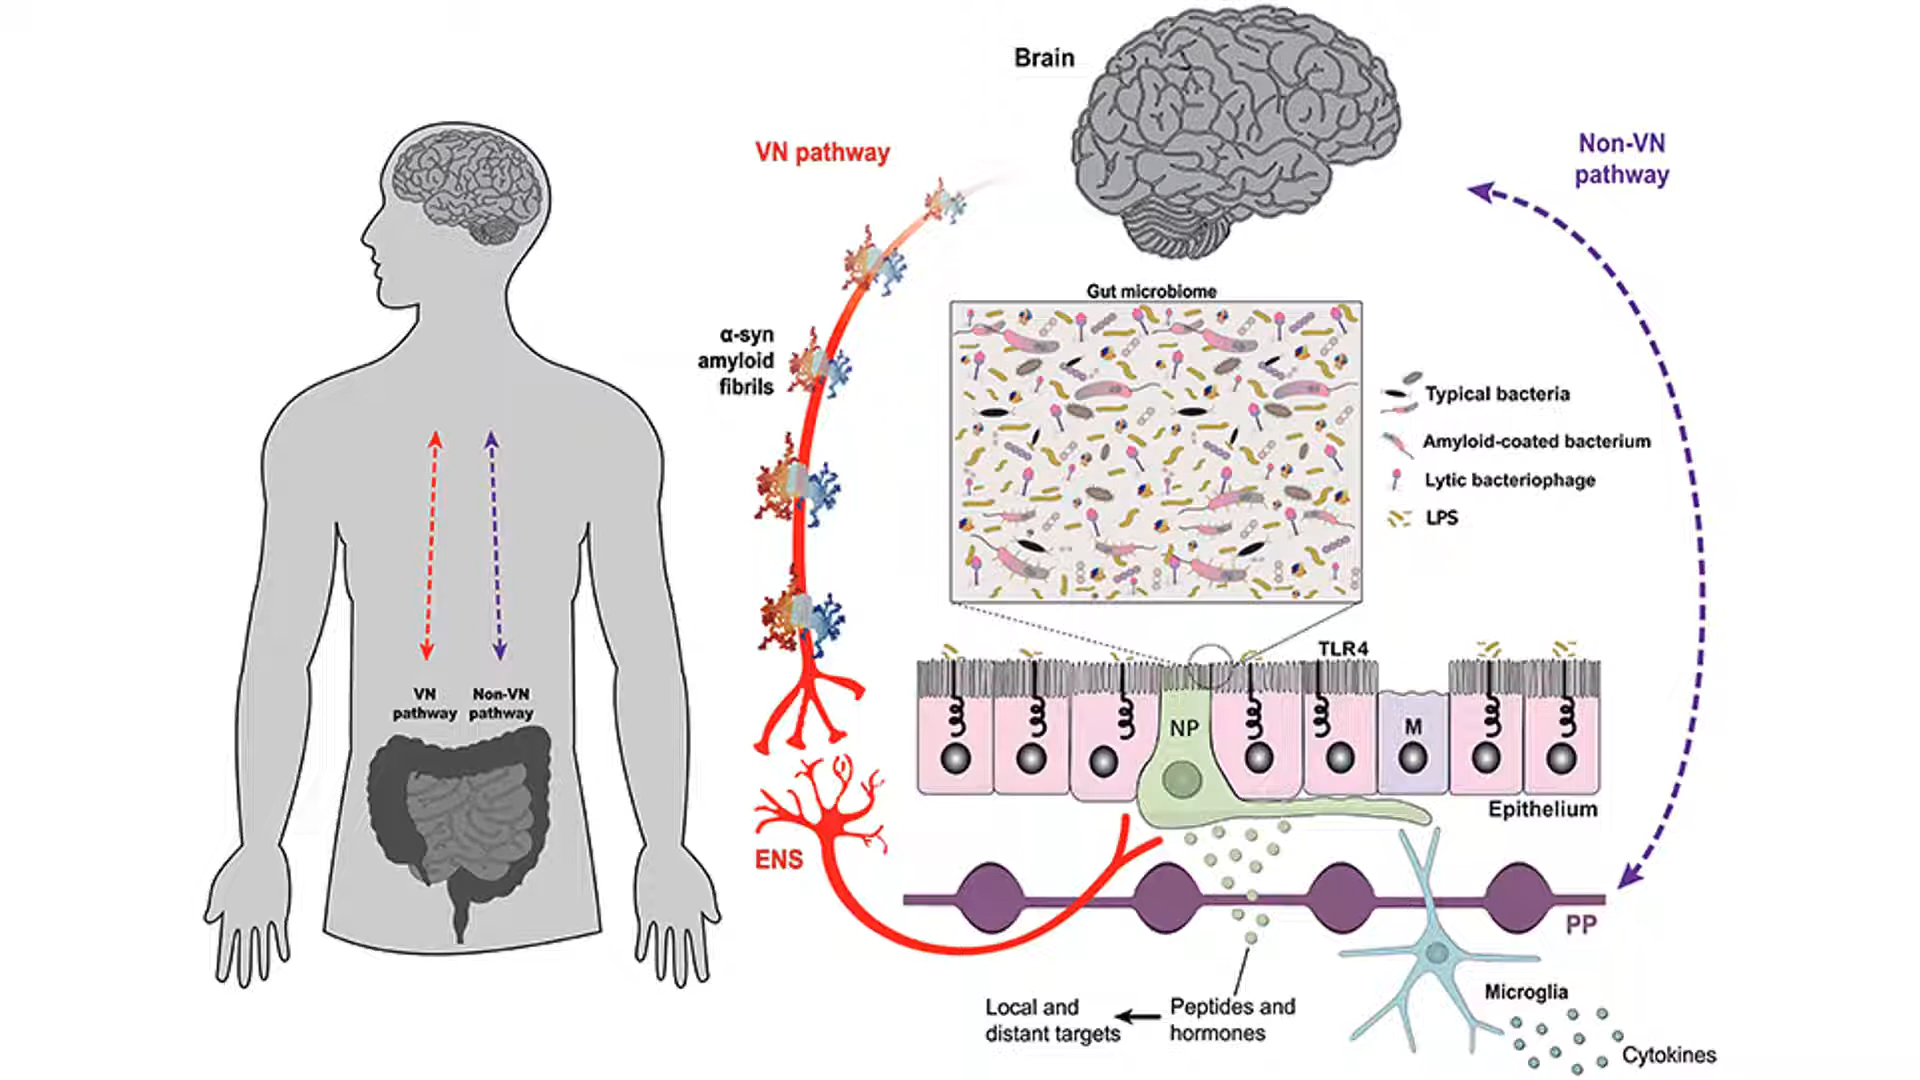 Brain
VN pathway
Non-VN
pathway
Gut microbiome
α-syn
amyloid
fibrils
Typical bacteria
Amyloid-coated bacterium
Lytic bacteriophage
LPS
TLR4
VN
pathway
Non-VN
pathway
NP
M
Epithelium
ENS
PP
Microglia
Local and
distant targets
Peptides and
hormones
Cytokines